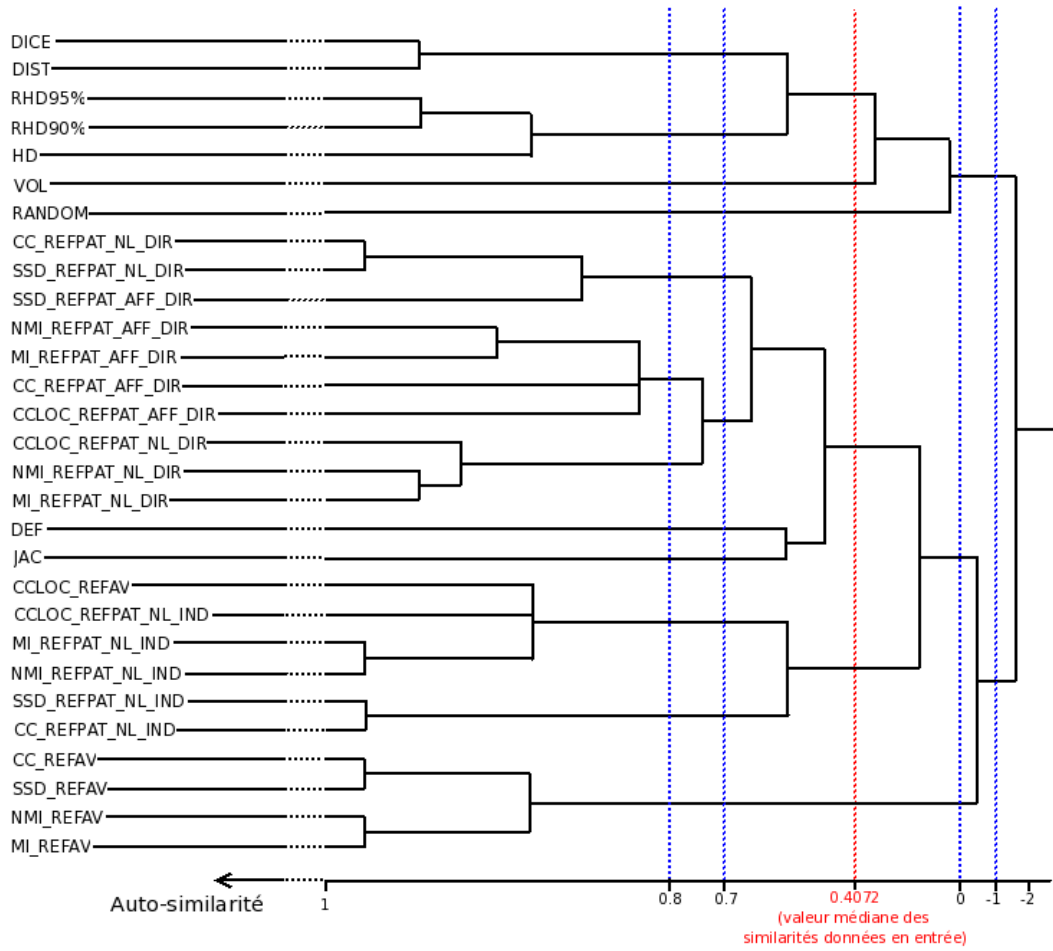 DICE
DIST
RHD95%
RHD90%
HD
VOL
RANDOM
CC_REFPAT_NL_DIR
SSD_REFPAT_NL_DIR
SSD_REFPAT_AFF_DIR
NMI_REFPAT_AFF_DIR
MI_REFPAT_AFF_DIR
CC_REFPAT_AFF_DIR
CCLOC_REFPAT_AFF_DIR
CCLOC_REFPAT_NL_DIR
NMI_REFPAT_NL_DIR
MI_REFPAT_NL_DIR
DEF
JAC
CCLOC_REFAV
CCLOC_REFPAT_NL_IND
MI_REFPAT_NL_IND
NMI_REFPAT_NL_IND
SSD_REFPAT_NL_IND
CC_REFPAT_NL_IND
CC_REFAV
SSD_REFAV
NMI_REFAV
MI_REFAV
Auto-similarité 1 0.8 0.7 0.4072 0 -1 -2
(valeur médiane des
similarités données en entrée)